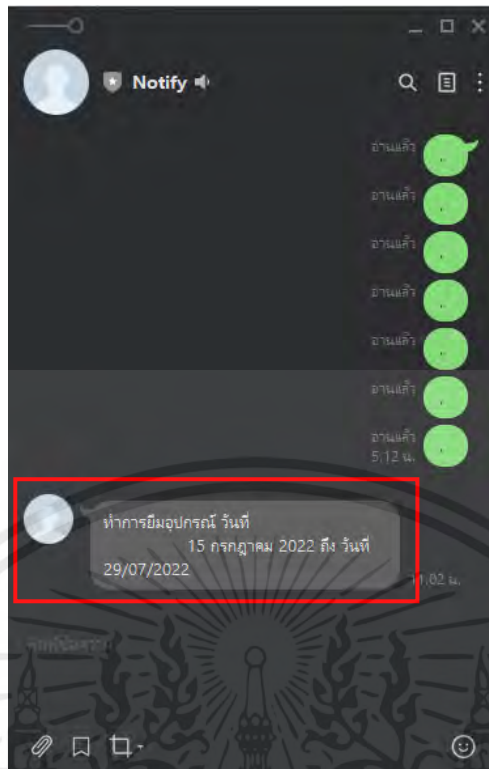 Notify
อ่านแล้ว
.
อ่านแล้ว
.
อ่านแล้ว
.
อ่านแล้ว
.
อ่านแล้ว
.
อ่านแล้ว
.
อ่านแล้ว
5:12 น.
.
ทำการยืมอุปกรณ์ วันที่
15 กรกฎาคม 2022 ถึง วันที่
29/07/2022